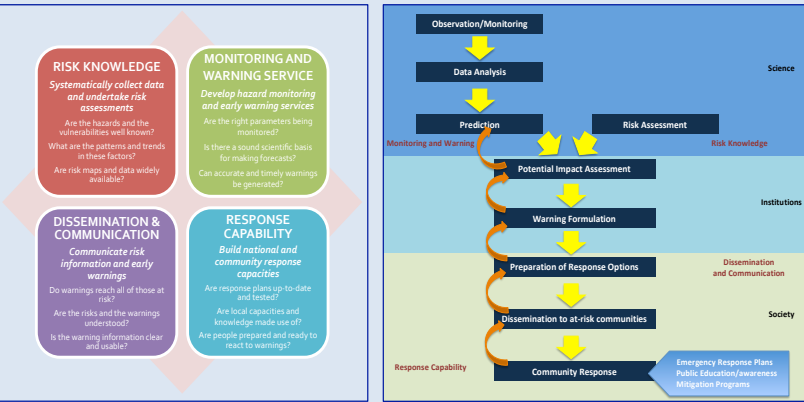 RISK KNOWLEDGE
Systematically collect data
and undertake risk
assessments
Are the hazards and the
vulnerabilities well known?
What are the patterns and trends
in these factors?
Are risk maps and data widely
available?
MONITORING AND
WARNING SERVICE
Develop hazard monitoring
and early warning services
Are the right parameters being
monitored?
Is there a sound scientific basis
for making forecasts?
Can accurate and timely warnings
be generated?
DISSEMINATION &
COMMUNICATION
Communicate risk
information and early
warnings
Do warnings reach all of those at
risk?
Are the risks and the warnings
understood?
Is the warning information clear
and usable?
RESPONSE
CAPABILITY
Build national and
community response
capacities
Are response plans up-to-date
and tested?
Are local capacities and
knowledge made use of?
Are people prepared and ready to
react to warnings?
Observation/Monitoring
Data Analysis
Science
Prediction
Risk Assessment
Monitoring and Warning
Risk Knowledge
Potential Impact Assessment
Institutions
Warning Formulation
Preparation of Response Options
Dissemination
and Communication
Dissemination to at-risk communities
Society
Response Capability
Community Response
Emergency Response Plans
Public Education/awareness
Mitigation Programs